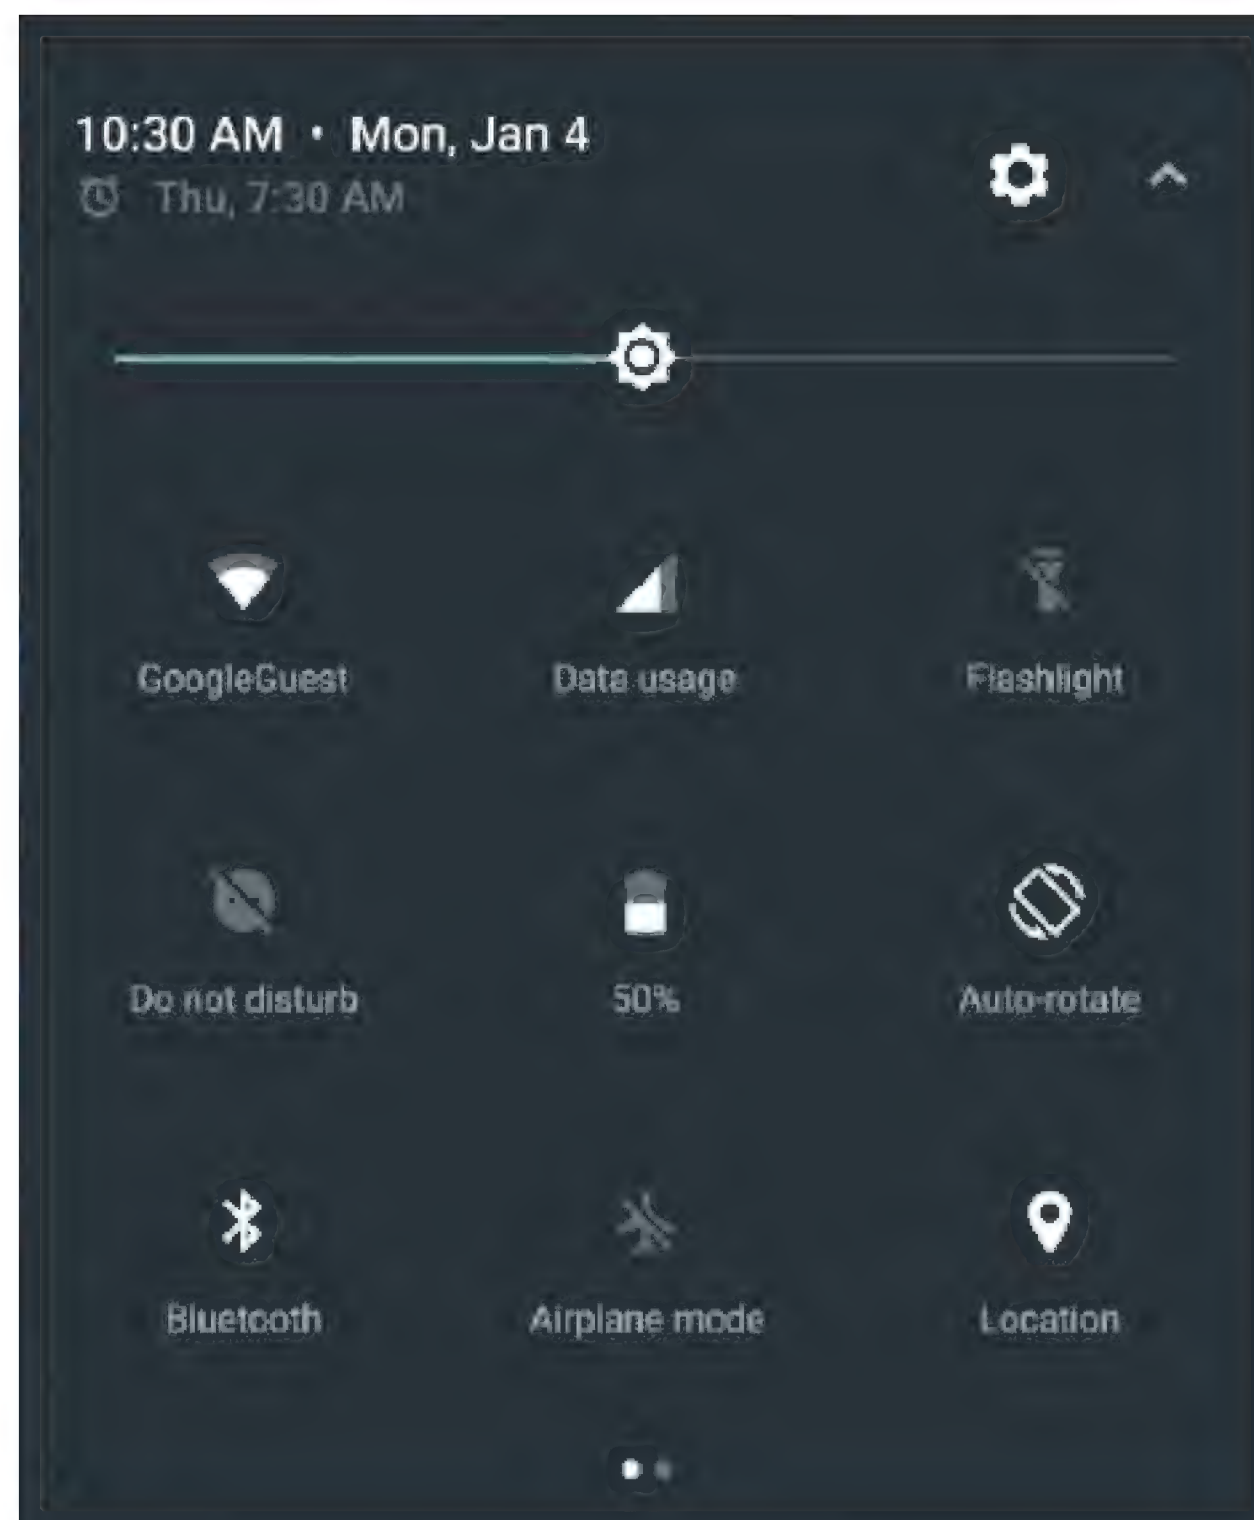 10:30 AM • Mon, Jan 4
Thu, 7:30 AM
GoogleGuest
Data usage
Flashlight
Do not disturb
50%
Auto-rotate
Bluetooth
Airplane mode
Location